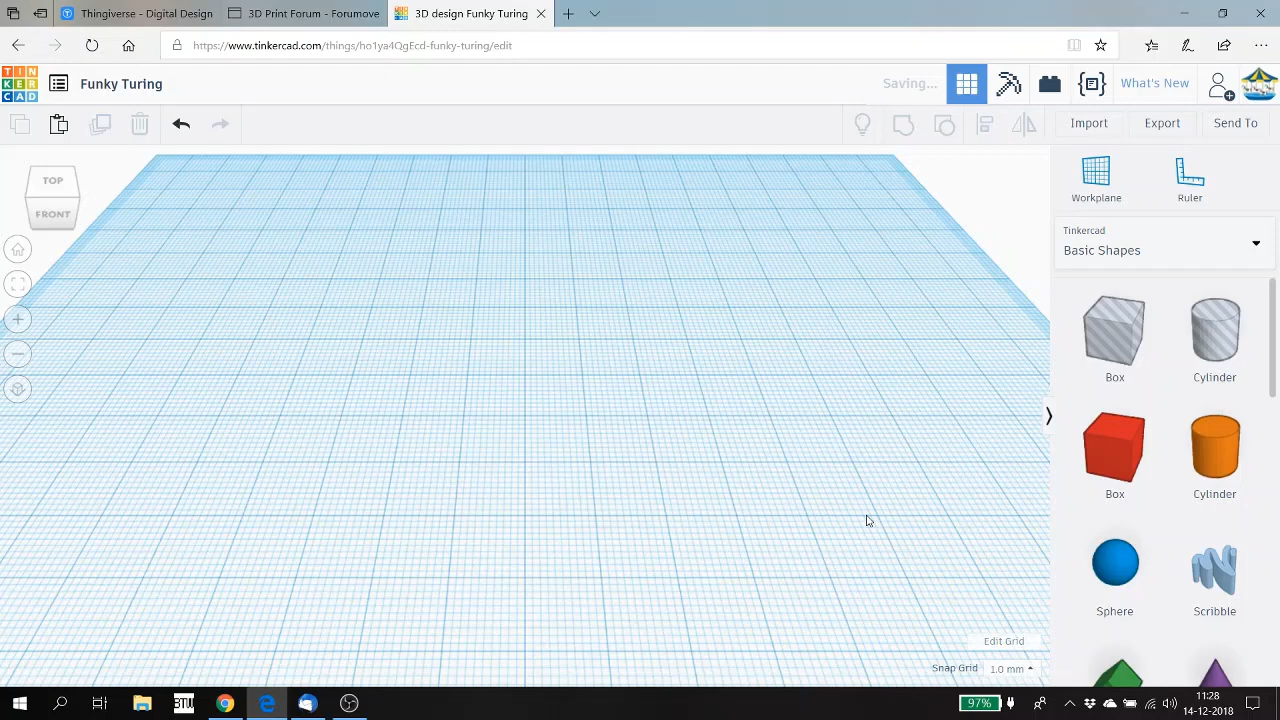 Thingiverse - Digital Design
3D Print Forum - Forumove
3D design Funky Turing
https://www.tinkercad.com/things/ho1ya4QgEcd-funky-turing/edit
TIN
KER
CAD
Funky Turing
Saving...
What's New
Import
Export
Send To
TOP
FRONT
Workplane
Ruler
Tinkercad
Basic Shapes
Box
Cylinder
Box
Cylinder
Sphere
Scribble
Edit Grid
Snap Grid
1.0 mm
BTW
97%
11:28
14-12-2018